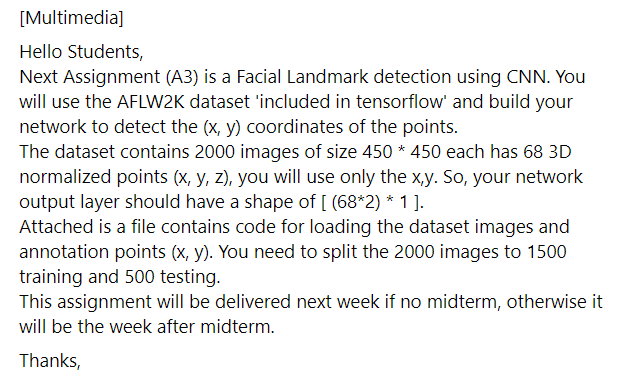 [Multimedia]
Hello Students,
Next Assignment (A3) is a Facial Landmark detection using CNN. You
will use the AFLW2K dataset 'included in tensorflow' and build your
network to detect the (x, y) coordinates of the points.
The dataset contains 2000 images of size 450 * 450 each has 68 3D
normalized points (x, y, z), you will use only the x,y. So, your network
output layer should have a shape of [ (68*2) * 1 ].
Attached is a file contains code for loading the dataset images and
annotation points (x, y). You need to split the 2000 images to 1500
training and 500 testing.
This assignment will be delivered next week if no midterm, otherwise it
will be the week after midterm.
Thanks,